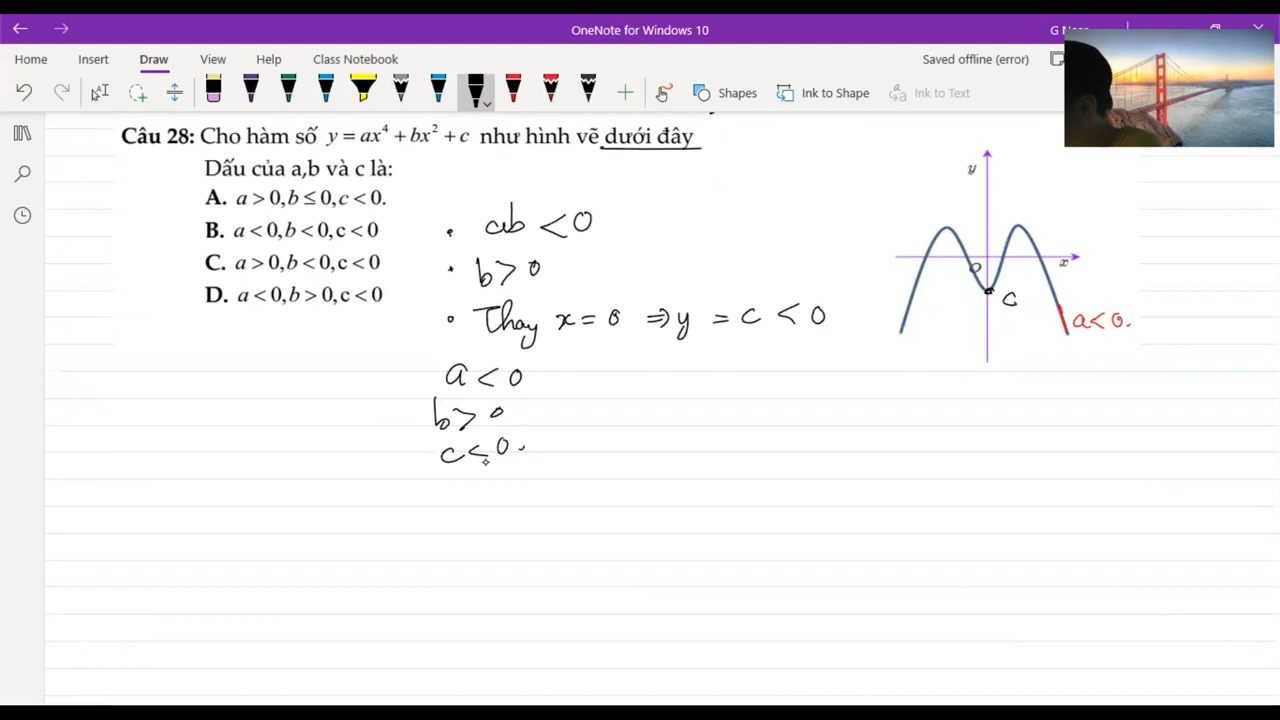 OneNote for Windows 10
Home Insert Draw View Help Class Notebook
Saved offline (error)
Shapes Ink to Shape Ink to Text
Câu 28: Cho hàm số y = ax⁴ + bx² + c như hình vẽ dưới đây
Dấu của a,b và c là:
A. a > 0, b ≤ 0, c < 0.
B. a < 0, b < 0, c < 0
C. a > 0, b < 0, c < 0
D. a < 0, b > 0, c < 0
• ab < 0
• b > 0
• Thay x = 0 ⇒ y = c < 0
a < 0
b > 0
c < 0.
y
O
x
C
a < 0.